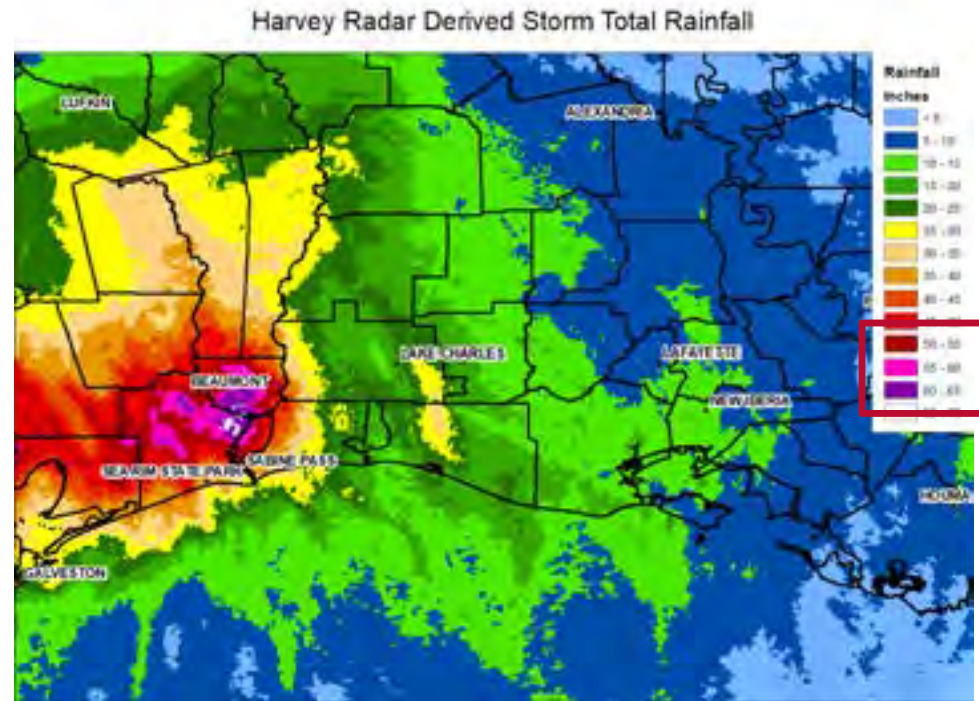 Harvey Radar Derived Storm Total Rainfall
Rainfall
Inches
LUFKIN
ALEXANDRIA
< 5
5 - 10
10 - 15
15 - 20
20 - 25
25 - 30
30 - 35
35 - 40
40 - 45
50 - 55
55 - 60
60 - 65
LAKE CHARLES
LAFAYETTE
BEAUMONT
NEW IBERIA
SABINE PASS
SEA RIM STATE PARK
HOUMA
GALVESTON